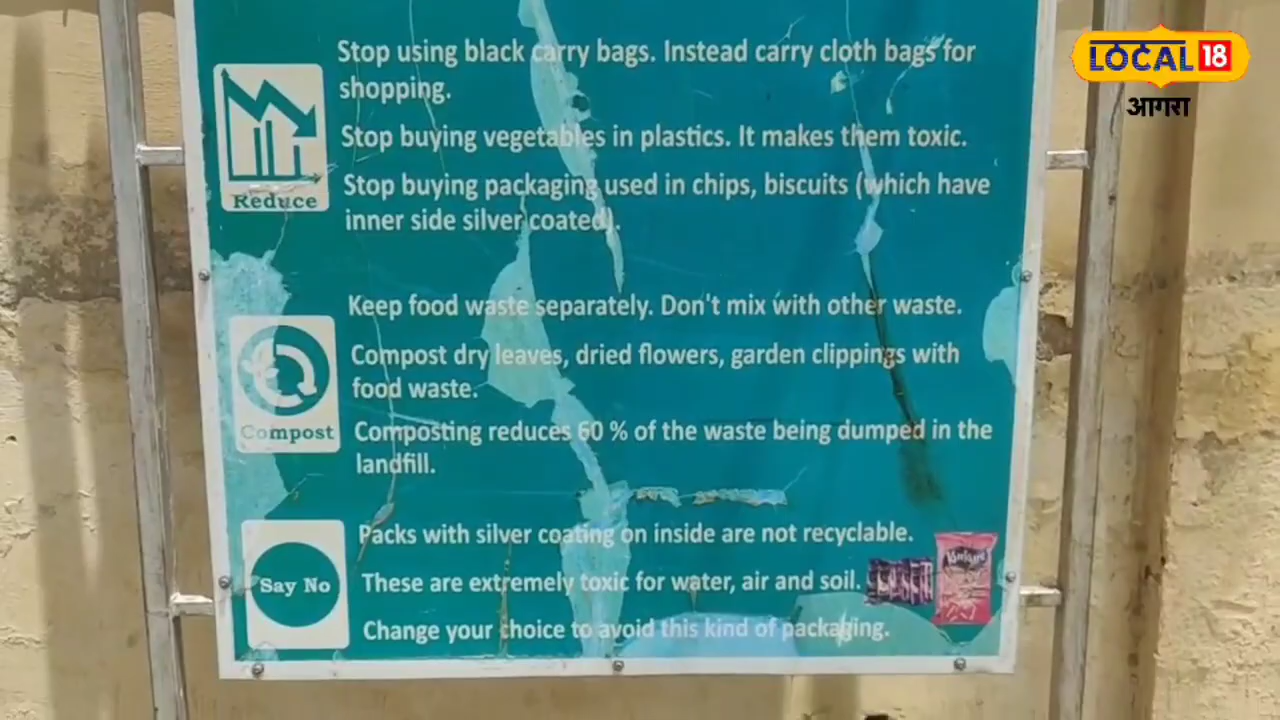 LOCAL 18
आगरा
Stop using black carry bags. Instead carry cloth bags for
shopping.
Stop buying vegetables in plastics. It makes them toxic.
Stop buying packaging used in chips, biscuits (which have
inner side silver coated).
Reduce
Keep food waste separately. Don't mix with other waste.
Compost dry leaves, dried flowers, garden clippings with
food waste.
Composting reduces 60 % of the waste being dumped in the
landfill.
Compost
Packs with silver coating on inside are not recyclable.
These are extremely toxic for water, air and soil.
Change your choice to avoid this kind of packaging.
Say No